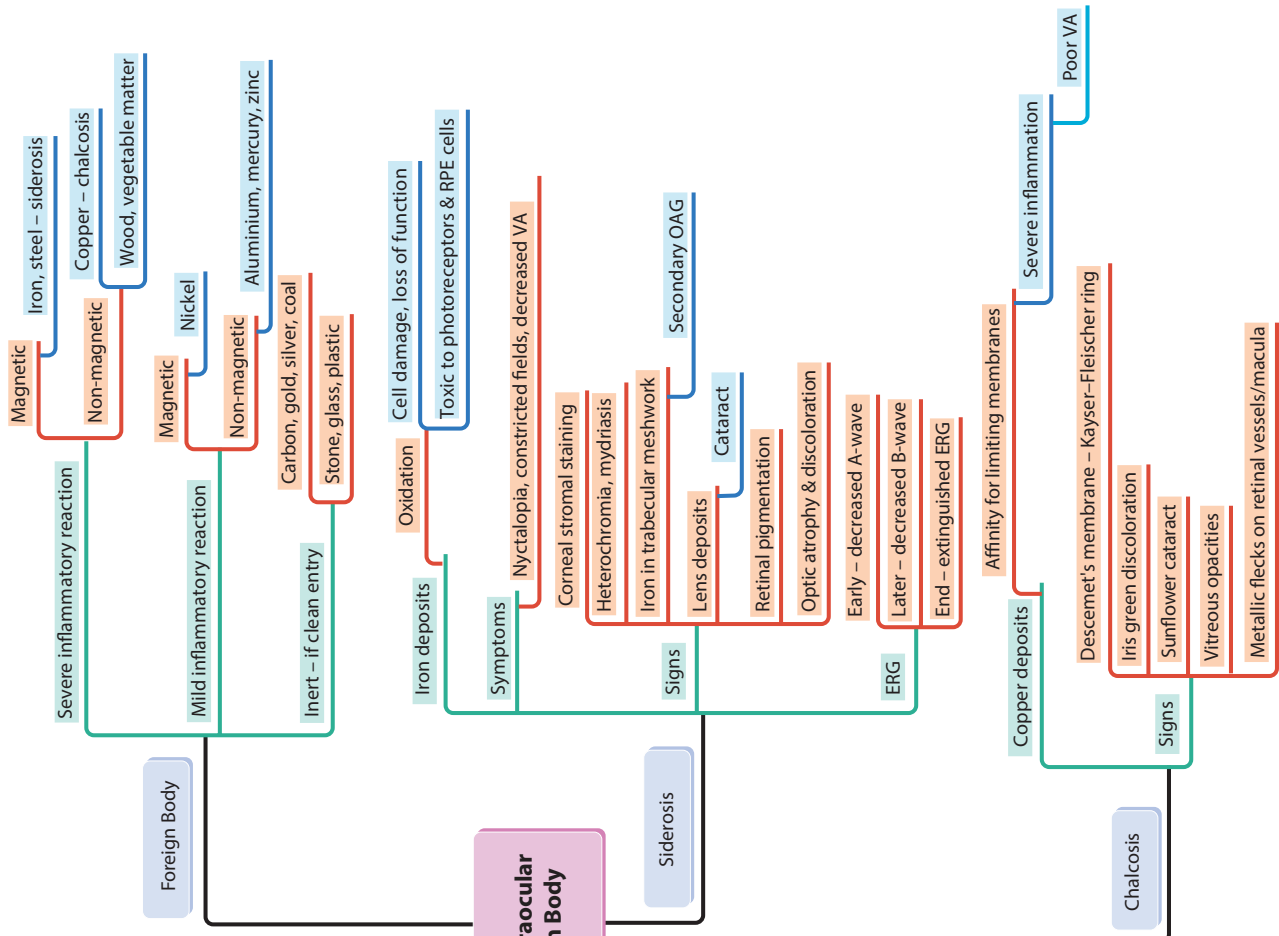 Foreign Body
Severe inflammatory reaction
Magnetic
Iron, steel – siderosis
Non-magnetic
Copper – chalcosis
Wood, vegetable matter
Mild inflammatory reaction
Magnetic
Nickel
Non-magnetic
Aluminium, mercury, zinc
Inert – if clean entry
Carbon, gold, silver, coal
Stone, glass, plastic
raocular
n Body
Siderosis
Iron deposits
Oxidation
Cell damage, loss of function
Toxic to photoreceptors & RPE cells
Symptoms
Nyctalopia, constricted fields, decreased VA
Signs
Corneal stromal staining
Heterochromia, mydriasis
Iron in trabecular meshwork
Secondary OAG
Lens deposits
Cataract
Retinal pigmentation
Optic atrophy & discoloration
ERG
Early – decreased A-wave
Later – decreased B-wave
End – extinguished ERG
Chalcosis
Copper deposits
Affinity for limiting membranes
Severe inflammation
Poor VA
Signs
Descemet's membrane – Kayser–Fleischer ring
Iris green discoloration
Sunflower cataract
Vitreous opacities
Metallic flecks on retinal vessels/macula